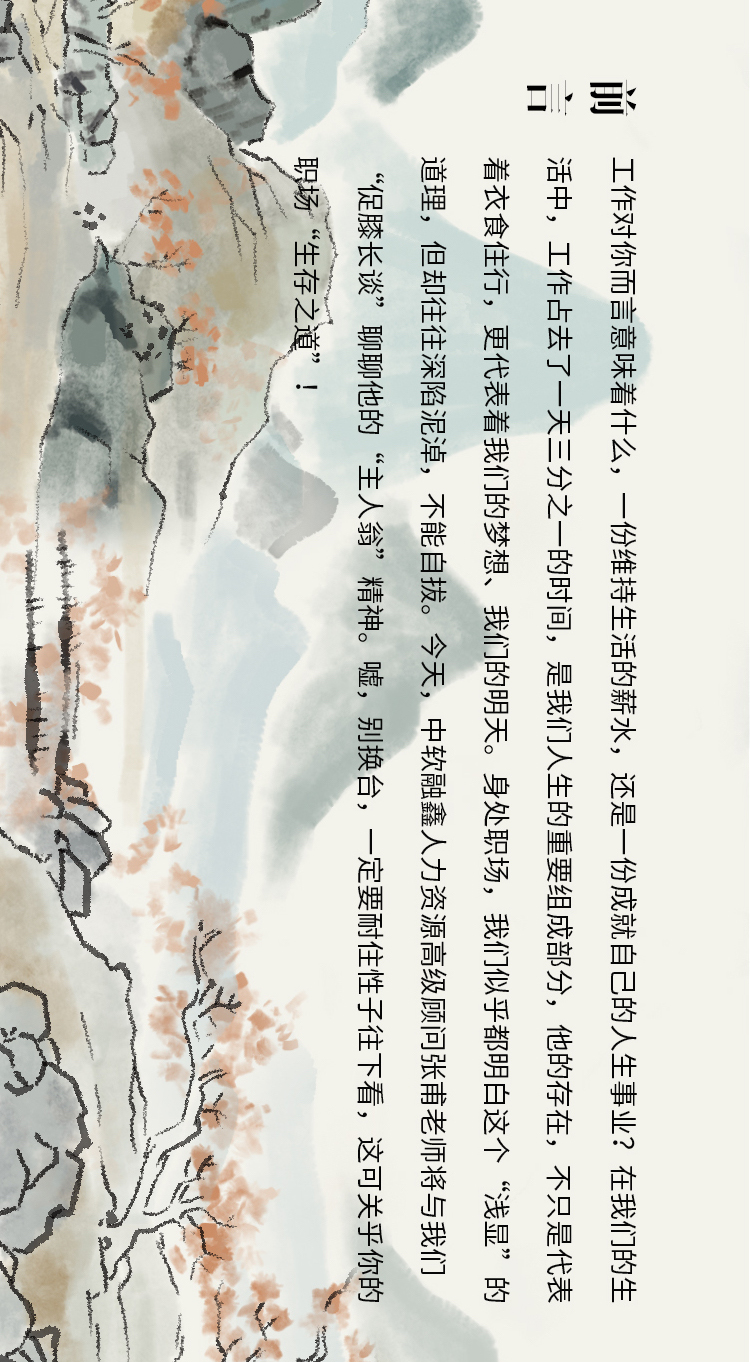 前
言
工作对你而言意味着什么，一份维持生活的薪水，还是一份成就自己的人生事业？在我们的生
活中，工作占去了一天三分之一的时间，是我们人生的重要组成部分，他的存在，不只是代表
着衣食住行，更代表着我们的梦想、我们的明天。身处职场，我们似乎都明白这个“浅显”的
道理，但却往往深陷泥淖，不能自拔。今天，中软融鑫人力资源高级顾问张甫老师将与我们
“促膝长谈”聊聊他的“主人翁”精神。嘘，别换台，一定要耐住性子往下看，这可关乎你的
职场“生存之道”！